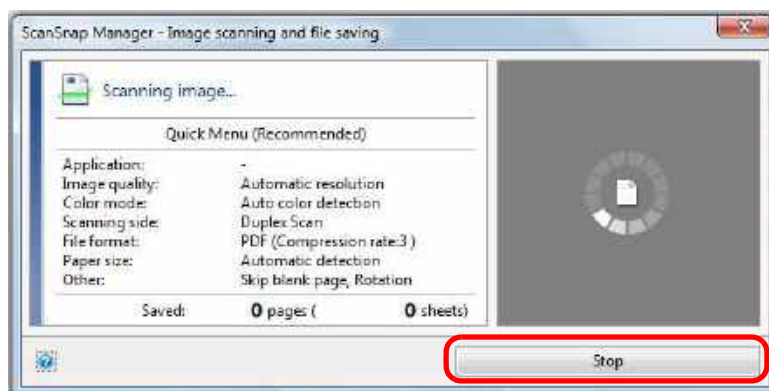 ScanSnap Manager - Image scanning and file saving
Scanning image...
Quick Menu (Recommended)
Application: -
Image quality: Automatic resolution
Color mode: Auto color detection
Scanning side: Duplex Scan
File format: PDF (Compression rate:3 )
Paper size: Automatic detection
Other: Skip blank page, Rotation
Saved: 0 pages ( 0 sheets)
Stop